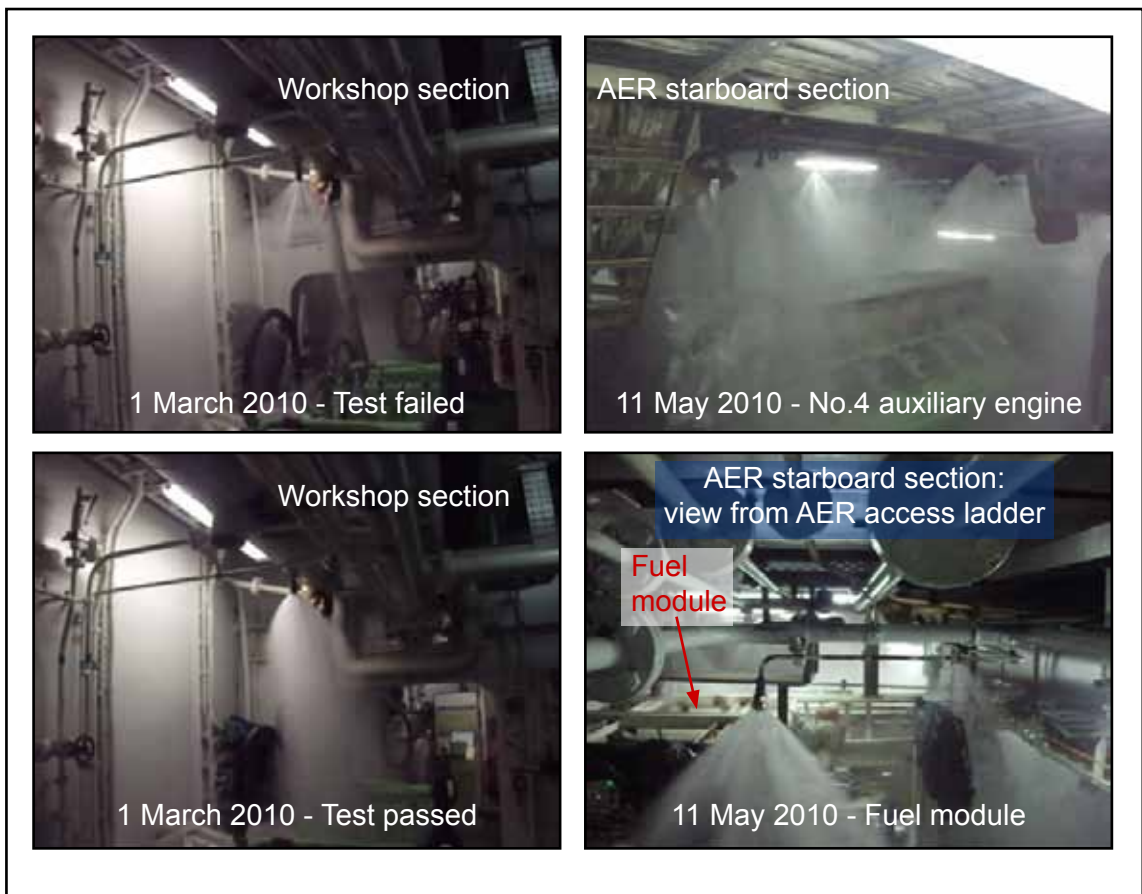 Workshop section
1 March 2010 - Test failed
AER starboard section
11 May 2010 - No.4 auxiliary engine
Workshop section
1 March 2010 - Test passed
AER starboard section:
view from AER access ladder
Fuel
module
11 May 2010 - Fuel module